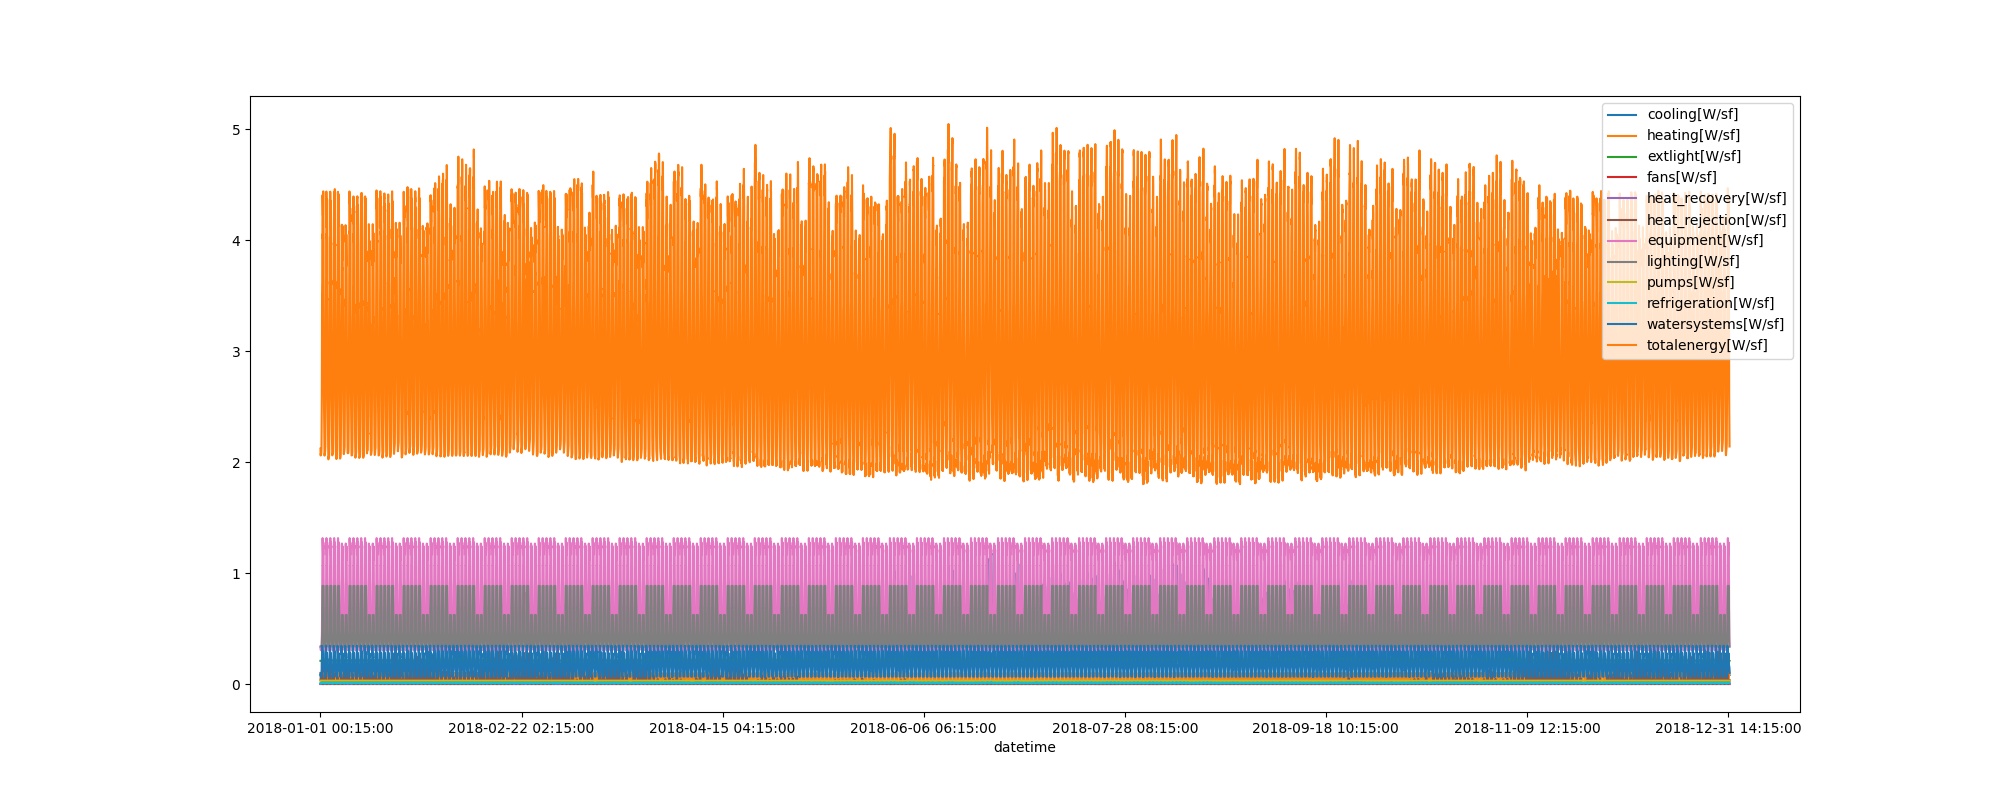 5
4
3
2
1
0
cooling[W/sf]
heating[W/sf]
extlight[W/sf]
fans[W/sf]
heat_recovery[W/sf]
heat_rejection[W/sf]
equipment[W/sf]
lighting[W/sf]
pumps[W/sf]
refrigeration[W/sf]
watersystems[W/sf]
totalenergy[W/sf]
2018-01-01 00:15:00 2018-02-22 02:15:00 2018-04-15 04:15:00 2018-06-06 06:15:00 2018-07-28 08:15:00 2018-09-18 10:15:00 2018-11-09 12:15:00 2018-12-31 14:15:00
datetime